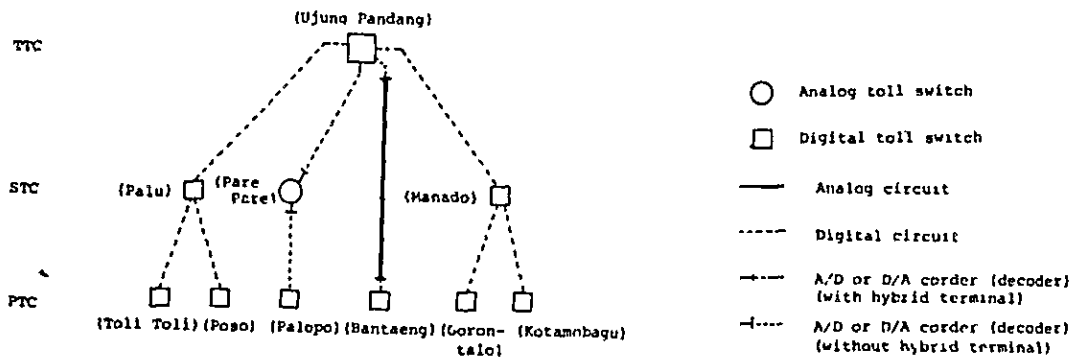 (Ujung Pandang)
TTC
Analog toll switch
Digital toll switch
STC
(Palu)
(Pare
Pare)
(Manado)
Analog circuit
Digital circuit
A/D or D/A corder (decoder)
(with hybrid terminal)
PTC
(Toli Toli) (Poso) (Palopo) (Bantaeng) (Goron- (Kotamnbagu)
talo)
A/D or D/A corder (decoder)
(without hybrid terminal)